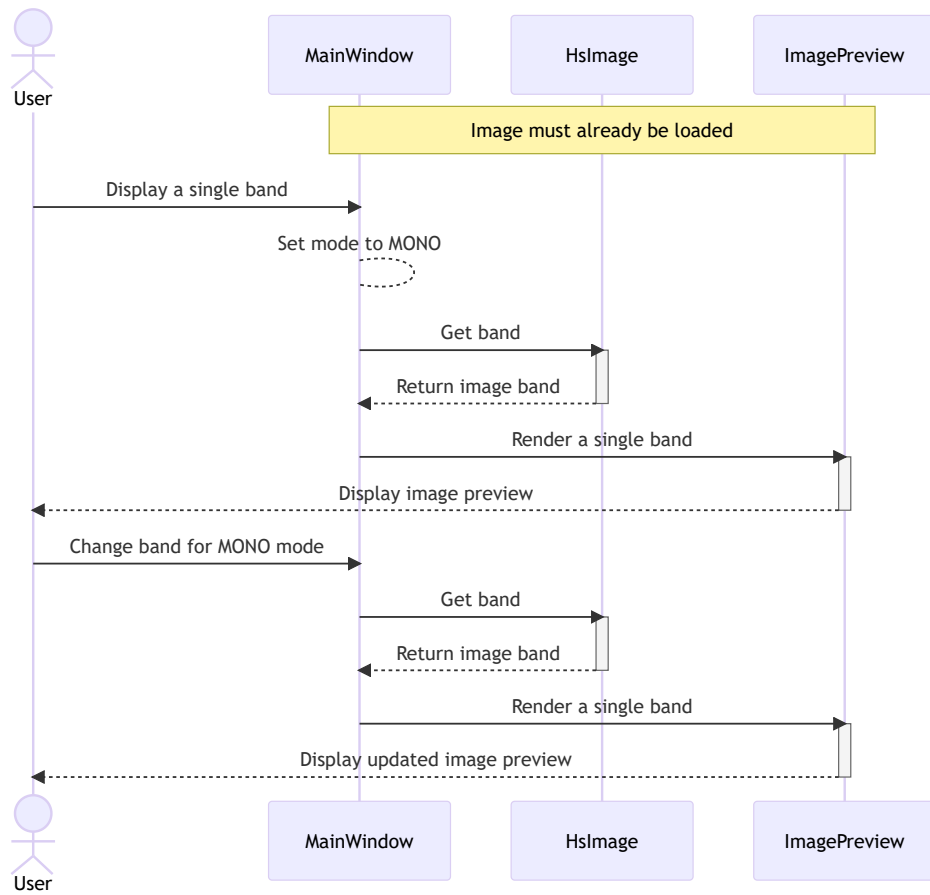 User
MainWindow
HsImage
ImagePreview
Image must already be loaded
Display a single band
Set mode to MONO
Get band
Return image band
Render a single band
Display image preview
Change band for MONO mode
Get band
Return image band
Render a single band
Display updated image preview
User
MainWindow
HsImage
ImagePreview